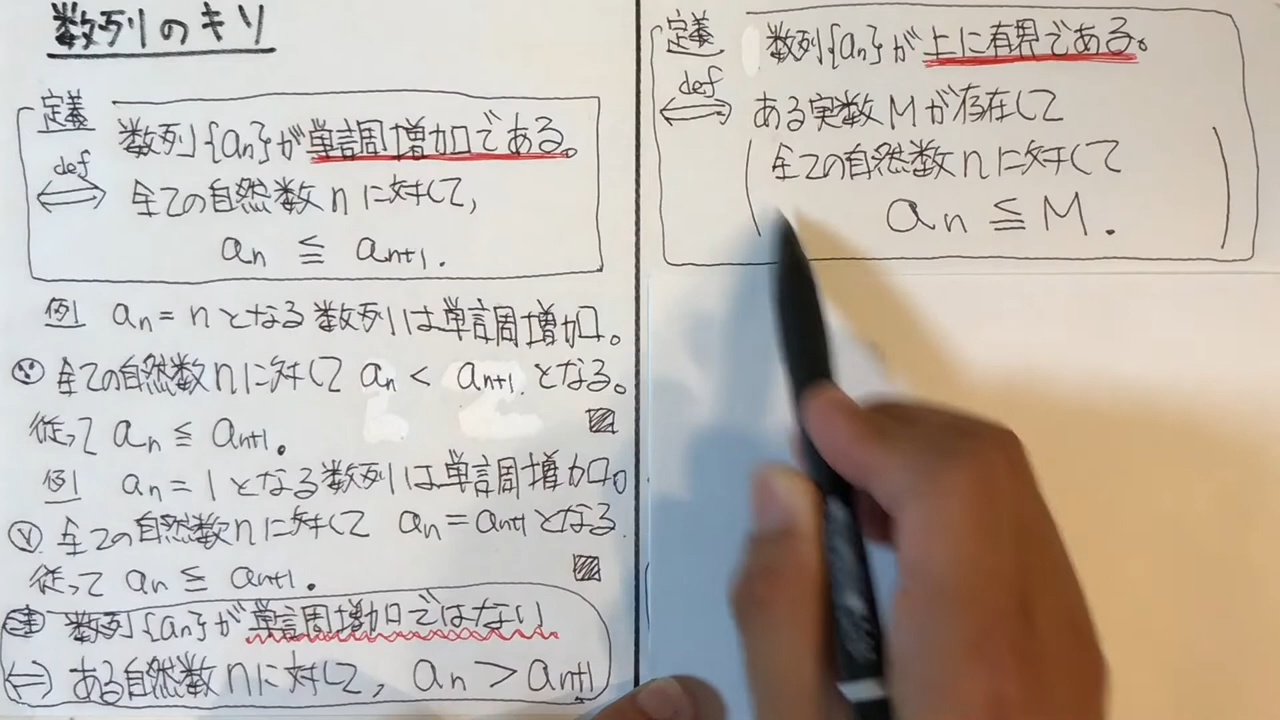 数列のキリ
定義
def
⟺
数列{an}が単調増加である。
全ての自然数nに対して,
an ≦ an+1.
例 an=nとなる数列は単調増加。
∵ 全ての自然数nに対して an < an+1 となる。
従って an ≦ an+1.
例 an=1となる数列は単調増加。
∵ 全ての自然数nに対して an=an+1となる.
従って an ≦ an+1.
数列{an}が単調増加ではない
⟺ ある自然数nに対して, an > an+1
定義
def
⟺
数列{an}が上に有界である。
ある実数Mが存在して
(全ての自然数nに対して
an ≦ M.)